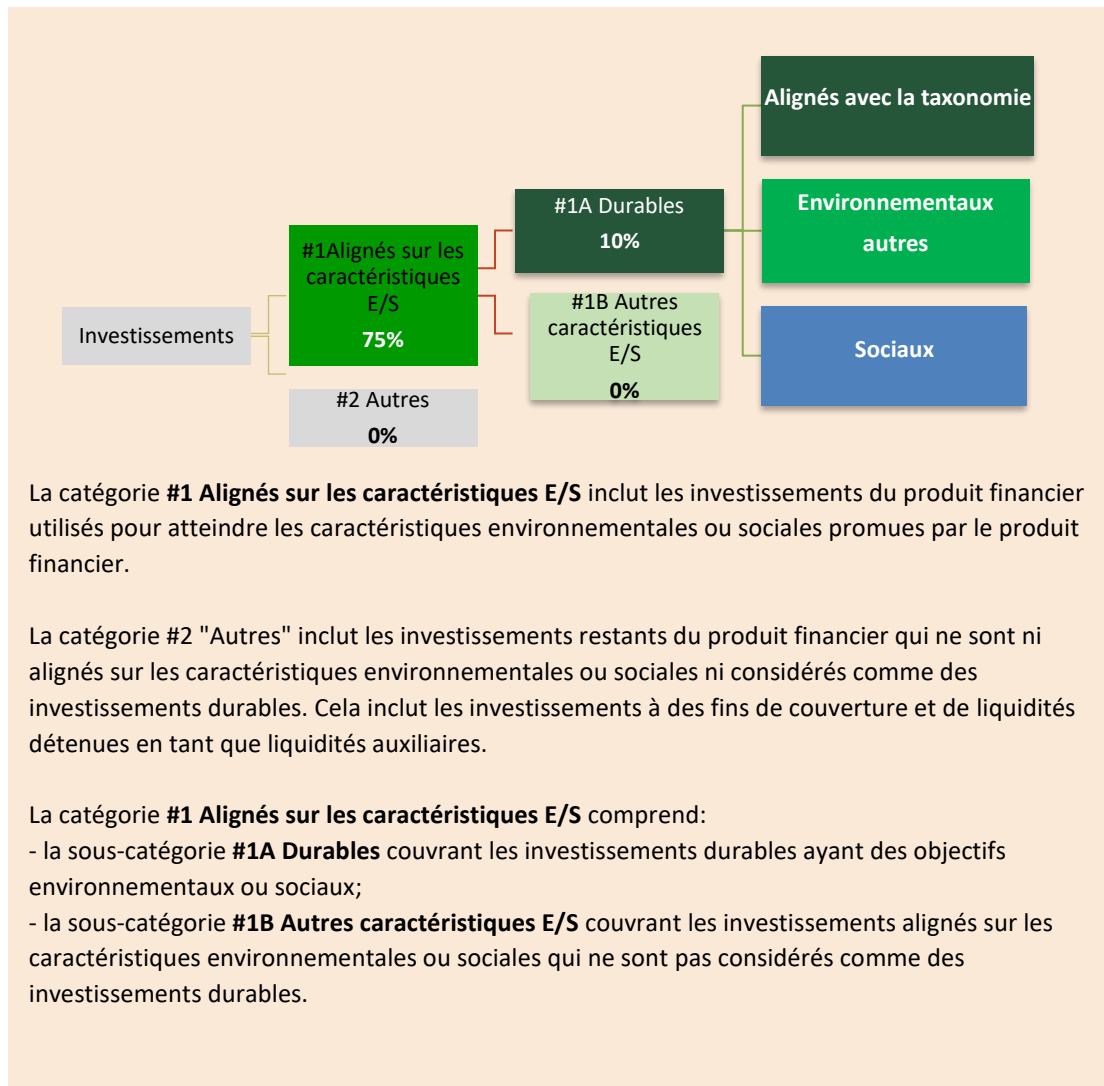 Investissements
#1Alignés sur les
caractéristiques
E/S
75%
#2 Autres
0%
#1A Durables
10%
#1B Autres
caractéristiques
E/S
0%
Alignés avec la taxonomie
Environnementaux
autres
Sociaux
La catégorie #1 Alignés sur les caractéristiques E/S inclut les investissements du produit financier
utilisés pour atteindre les caractéristiques environnementales ou sociales promues par le produit
financier.
La catégorie #2 "Autres" inclut les investissements restants du produit financier qui ne sont ni
alignés sur les caractéristiques environnementales ou sociales ni considérés comme des
investissements durables. Cela inclut les investissements à des fins de couverture et de liquidités
détenues en tant que liquidités auxiliaires.
La catégorie #1 Alignés sur les caractéristiques E/S comprend:
- la sous-catégorie #1A Durables couvrant les investissements durables ayant des objectifs
environnementaux ou sociaux;
- la sous-catégorie #1B Autres caractéristiques E/S couvrant les investissements alignés sur les
caractéristiques environnementales ou sociales qui ne sont pas considérés comme des
investissements durables.